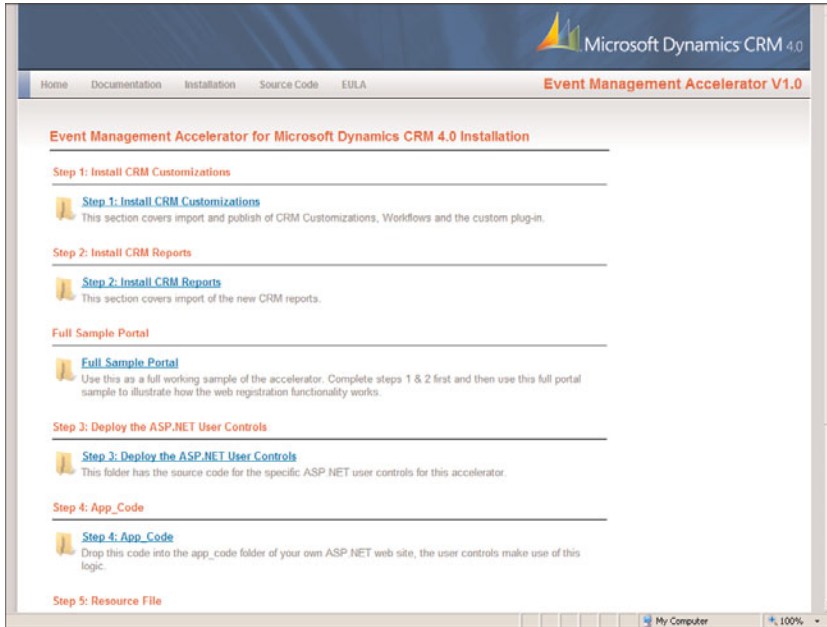 Microsoft Dynamics CRM 4.0
Home Documentation Installation Source Code EULA
Event Management Accelerator V1.0
Event Management Accelerator for Microsoft Dynamics CRM 4.0 Installation
Step 1: Install CRM Customizations
Step 1: Install CRM Customizations
This section covers import and publish of CRM Customizations, Workflows and the custom plug-in.
Step 2: Install CRM Reports
Step 2: Install CRM Reports
This section covers import of the new CRM reports.
Full Sample Portal
Full Sample Portal
Use this as a full working sample of the accelerator. Complete steps 1 & 2 first and then use this full portal
sample to illustrate how the web registration functionality works.
Step 3: Deploy the ASP.NET User Controls
Step 3: Deploy the ASP.NET User Controls
This folder has the source code for the specific ASP.NET user controls for this accelerator.
Step 4: App_Code
Step 4: App_Code
Drop this code into the app_code folder of your own ASP.NET web site, the user controls make use of this
logic.
Step 5: Resource File
My Computer 100%